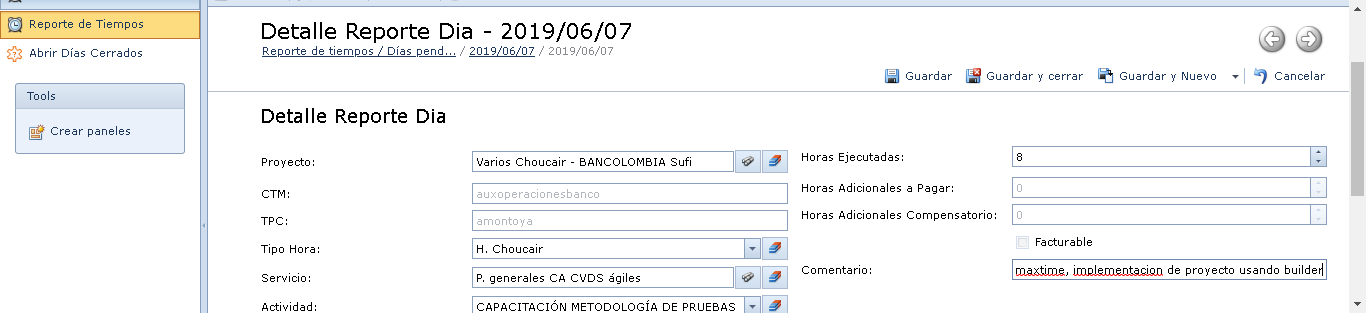 Reporte de Tiempos
Abrir Días Cerrados
Tools
Crear paneles
Detalle Reporte Dia - 2019/06/07
Reporte de tiempos / Días pend... / 2019/06/07 / 2019/06/07
Guardar Guardar y cerrar Guardar y Nuevo Cancelar
Detalle Reporte Dia
Proyecto: Varios Choucair - BANCOLOMBIA Sufi
CTM: auxoperacionesbanco
TPC: amontoya
Tipo Hora: H. Choucair
Servicio: P. generales CA CVDS ágiles
Actividad: CAPACITACIÓN METODOLOGÍA DE PRUEBAS
Horas Ejecutadas: 8
Horas Adicionales a Pagar: 0
Horas Adicionales Compensatorio: 0
Facturable
Comentario: maxtime, implementacion de proyecto usando builder